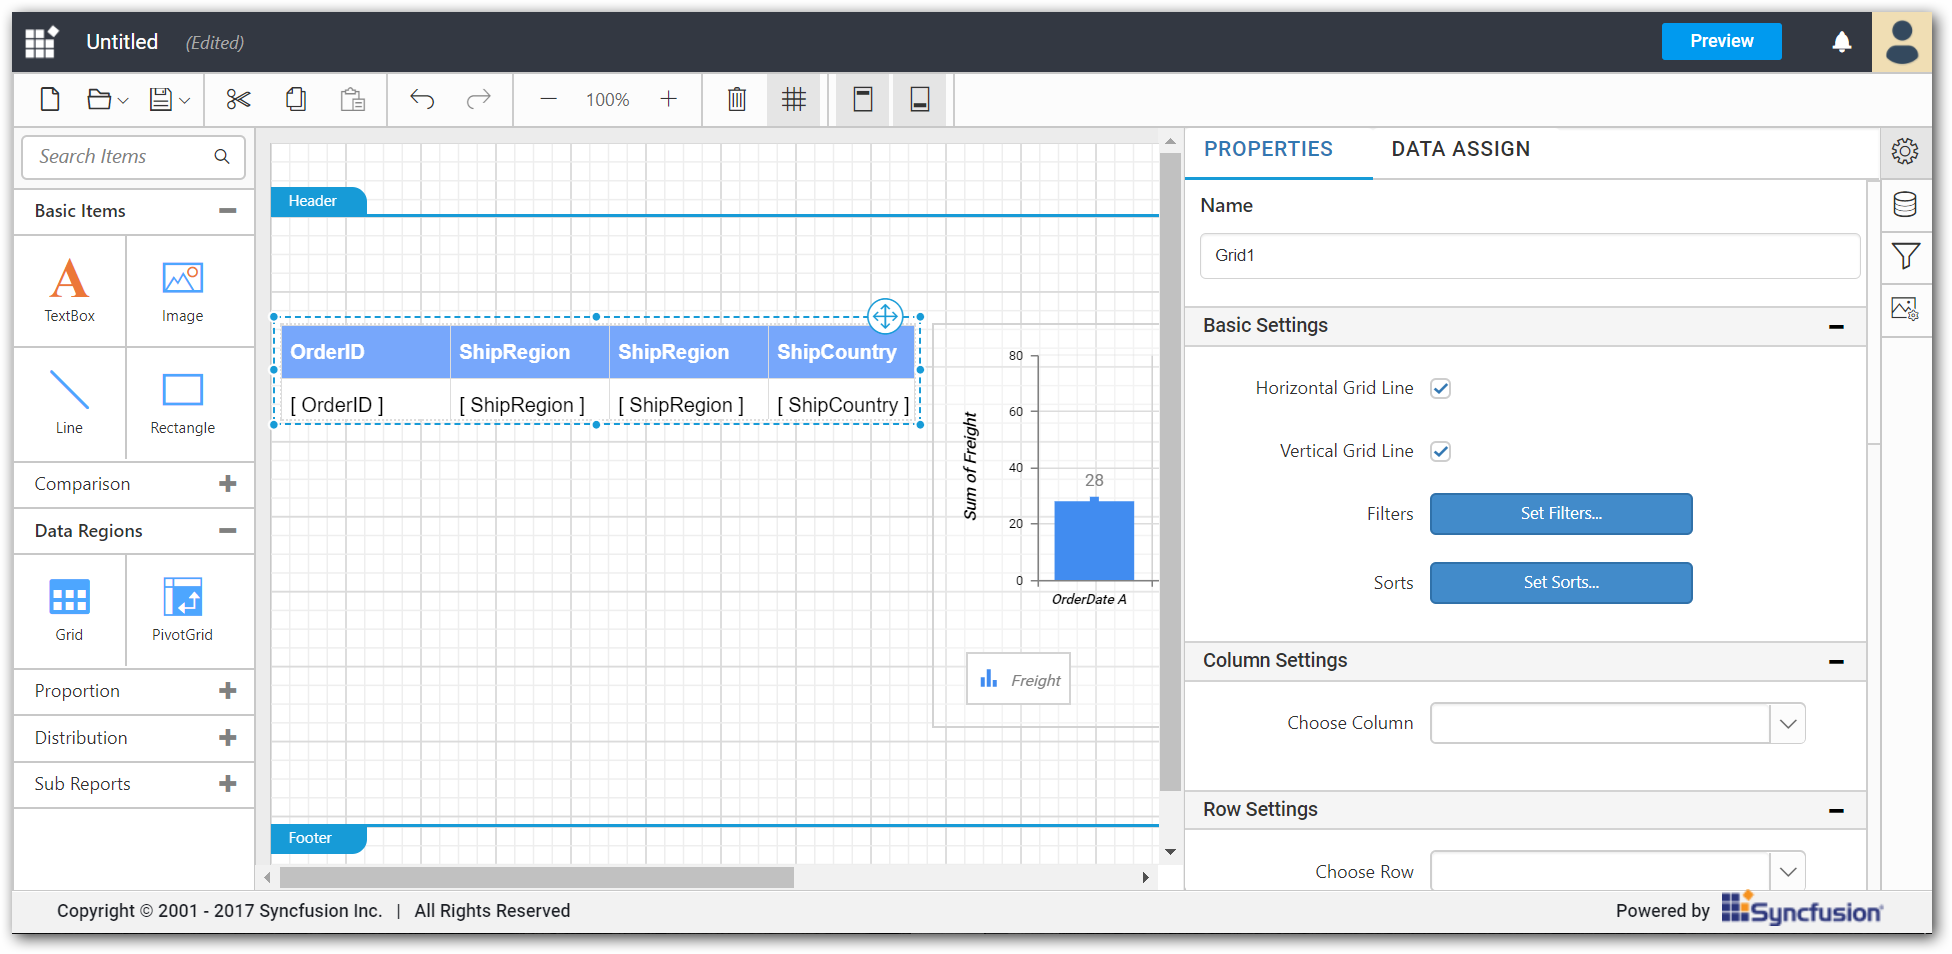 Untitled (Edited)
Preview
100%
Search Items
Basic Items
TextBox
Image
Line
Rectangle
Comparison
Data Regions
Grid
PivotGrid
Proportion
Distribution
Sub Reports
Header
OrderID ShipRegion ShipRegion ShipCountry
[ OrderID ] [ ShipRegion ] [ ShipRegion ] [ ShipCountry ]
Sum of Freight
80
60
40
20
0
28
OrderDate A
Freight
Footer
PROPERTIES DATA ASSIGN
Name
Grid1
Basic Settings
Horizontal Grid Line
Vertical Grid Line
Filters Set Filters...
Sorts Set Sorts...
Column Settings
Choose Column
Row Settings
Choose Row
Copyright © 2001 - 2017 Syncfusion Inc. | All Rights Reserved
Powered by Syncfusion